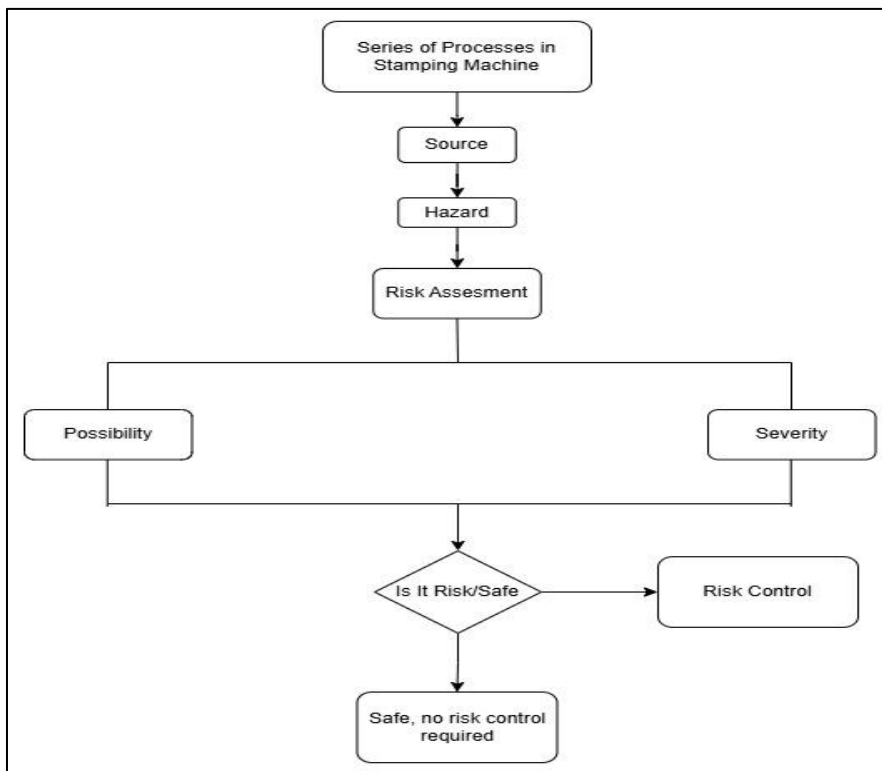 Series of Processes in
Stamping Machine
Source
Hazard
Risk Assesment
Possibility
Severity
Is It Risk/Safe
Risk Control
Safe, no risk control
required